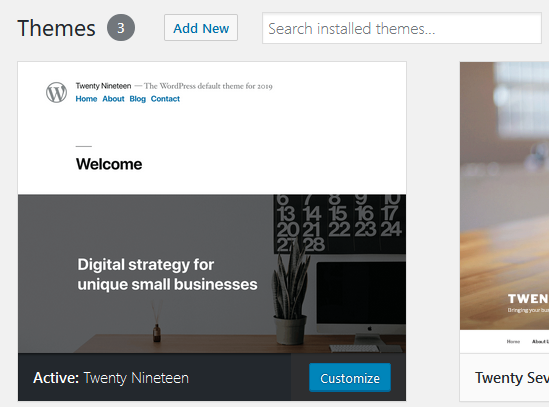 Themes 3 Add New Search installed themes...
Twenty Nineteen — The WordPress default theme for 2019
Home About Blog Contact
Welcome
6 7 8 9 10
13 14 15 16 17
20 21 22 23 24
27 28
Digital strategy for
unique small businesses
Active: Twenty Nineteen Customize
TWEN
Bringing your bus
Home About U
Twenty Sev